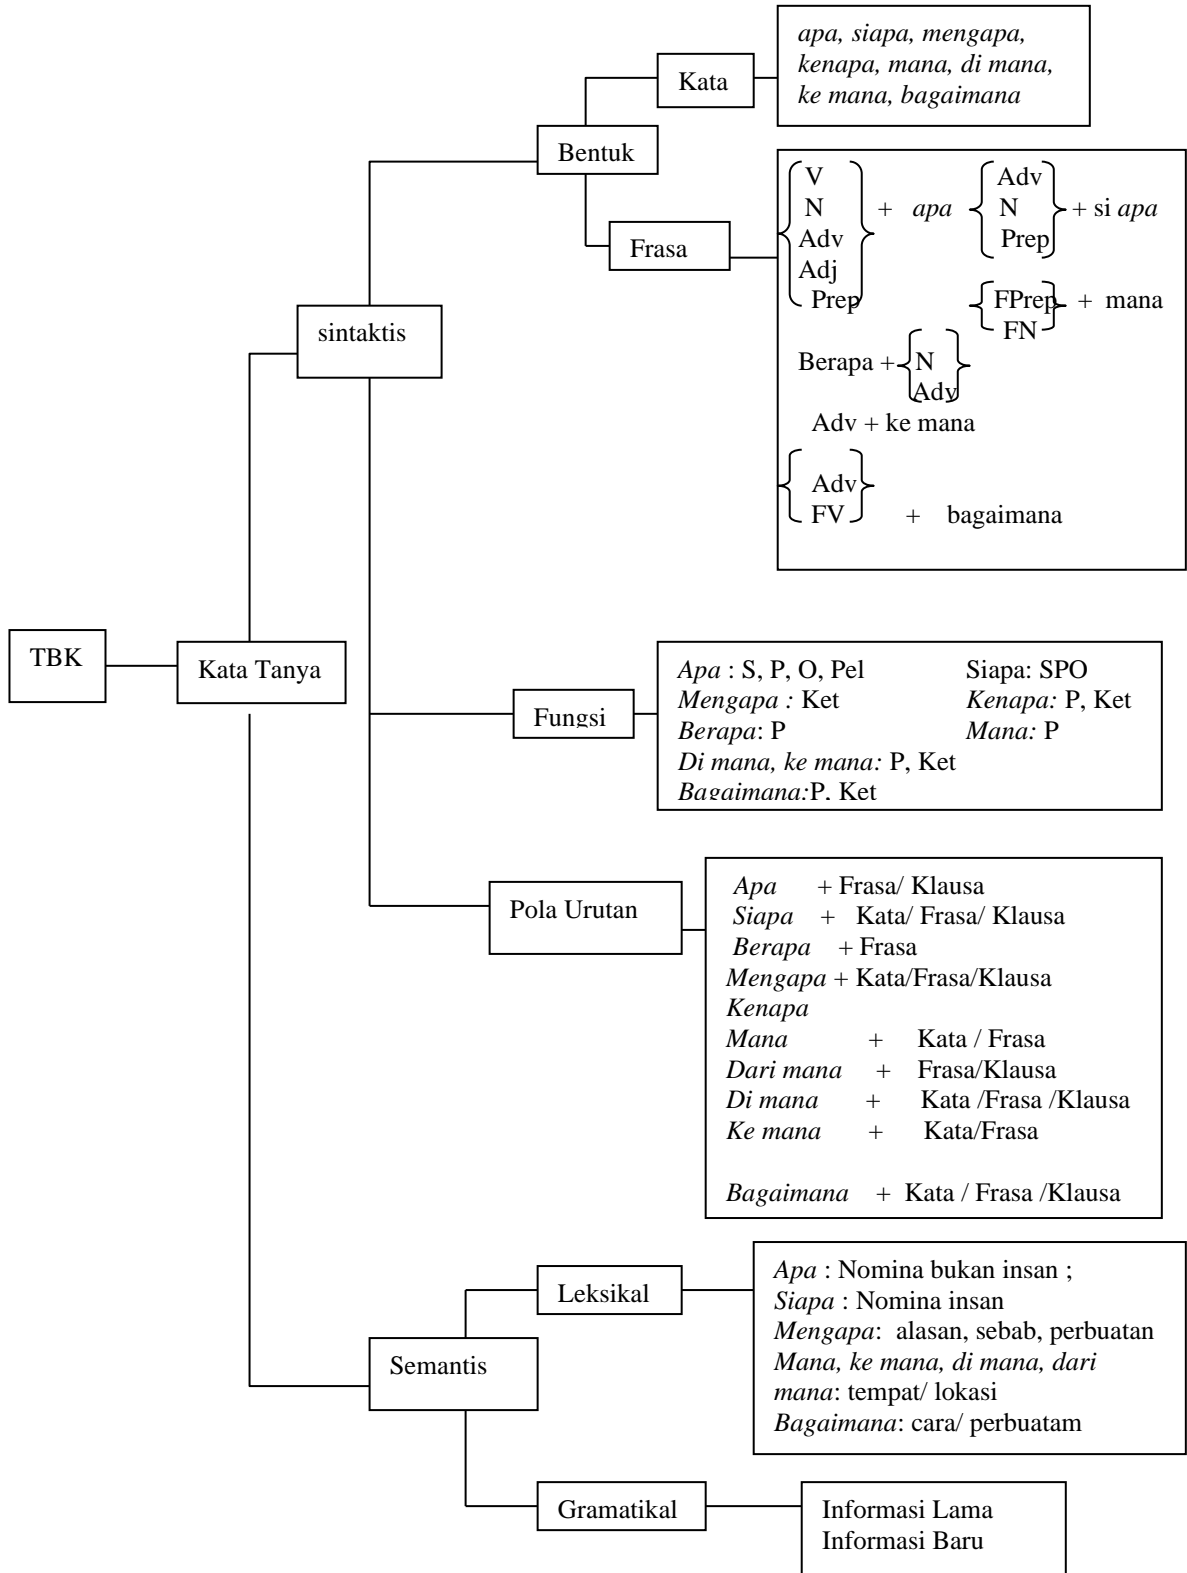 apa, siapa, mengapa,
kenapa, mana, di mana,
ke mana, bagaimana
Kata
Bentuk
Frasa
V
N
Adv
Adj
Prep
+ apa
Adv
N
Prep
+ si apa
FPrep
FN
+ mana
Berapa +
N
Adv
Adv + ke mana
Adv
FV
+ bagaimana
sintaktis
TBK
Kata Tanya
Fungsi
Apa : S, P, O, Pel Siapa: SPO
Mengapa : Ket Kenapa: P, Ket
Berapa: P Mana: P
Di mana, ke mana: P, Ket
Bagaimana:P, Ket
Pola Urutan
Apa + Frasa/ Klausa
Siapa + Kata/ Frasa/ Klausa
Berapa + Frasa
Mengapa + Kata/Frasa/Klausa
Kenapa
Mana + Kata / Frasa
Dari mana + Frasa/Klausa
Di mana + Kata /Frasa /Klausa
Ke mana + Kata/Frasa
Bagaimana + Kata / Frasa /Klausa
Semantis
Leksikal
Apa : Nomina bukan insan ;
Siapa : Nomina insan
Mengapa: alasan, sebab, perbuatan
Mana, ke mana, di mana, dari
mana: tempat/ lokasi
Bagaimana: cara/ perbuatam
Gramatikal
Informasi Lama
Informasi Baru